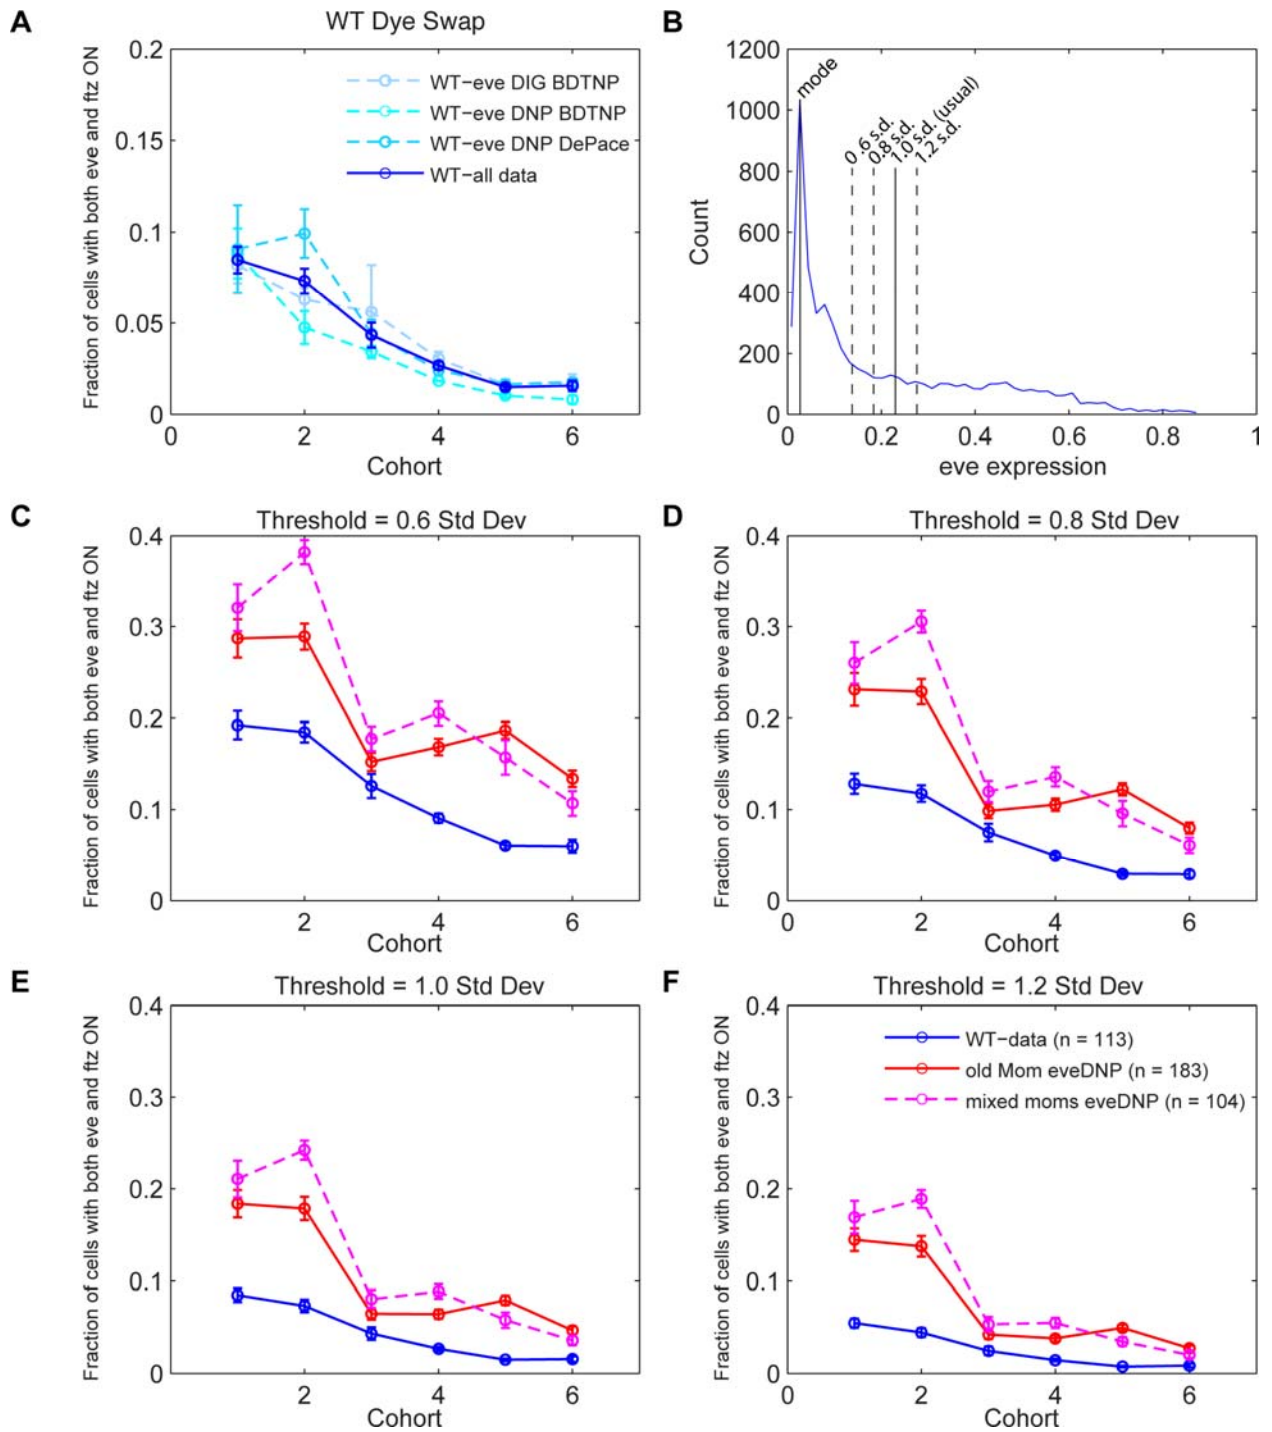 A
WT Dye Swap
Fraction of cells with both eve and ftz ON
0.2
0.15
0.1
0.05
0
WT−eve DIG BDTNP
WT−eve DNP BDTNP
WT−eve DNP DePace
WT−all data
0 2 4 6
Cohort
B
Count
1200
1000
800
600
400
200
0
mode
0.6 s.d.
0.8 s.d.
1.0 s.d. (usual)
1.2 s.d.
0 0.2 0.4 0.6 0.8 1
eve expression
C
Threshold = 0.6 Std Dev
Fraction of cells with both eve and ftz ON
0.4
0.3
0.2
0.1
0
2 4 6
Cohort
D
Threshold = 0.8 Std Dev
Fraction of cells with both eve and ftz ON
0.4
0.3
0.2
0.1
0
0 2 4 6
Cohort
E
Threshold = 1.0 Std Dev
Fraction of cells with both eve and ftz ON
0.4
0.3
0.2
0.1
0
2 4 6
Cohort
F
Threshold = 1.2 Std Dev
Fraction of cells with both eve and ftz ON
0.4
0.3
0.2
0.1
0
WT−data (n = 113)
old Mom eveDNP (n = 183)
mixed moms eveDNP (n = 104)
0 2 4 6
Cohort